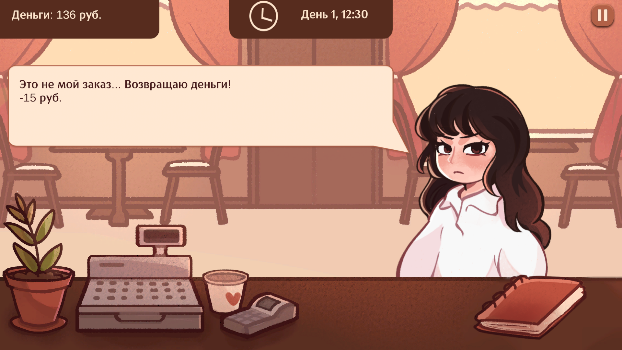 Деньги: 136 руб.
День 1, 12:30
Это не мой заказ... Возвращаю деньги!
-15 руб.